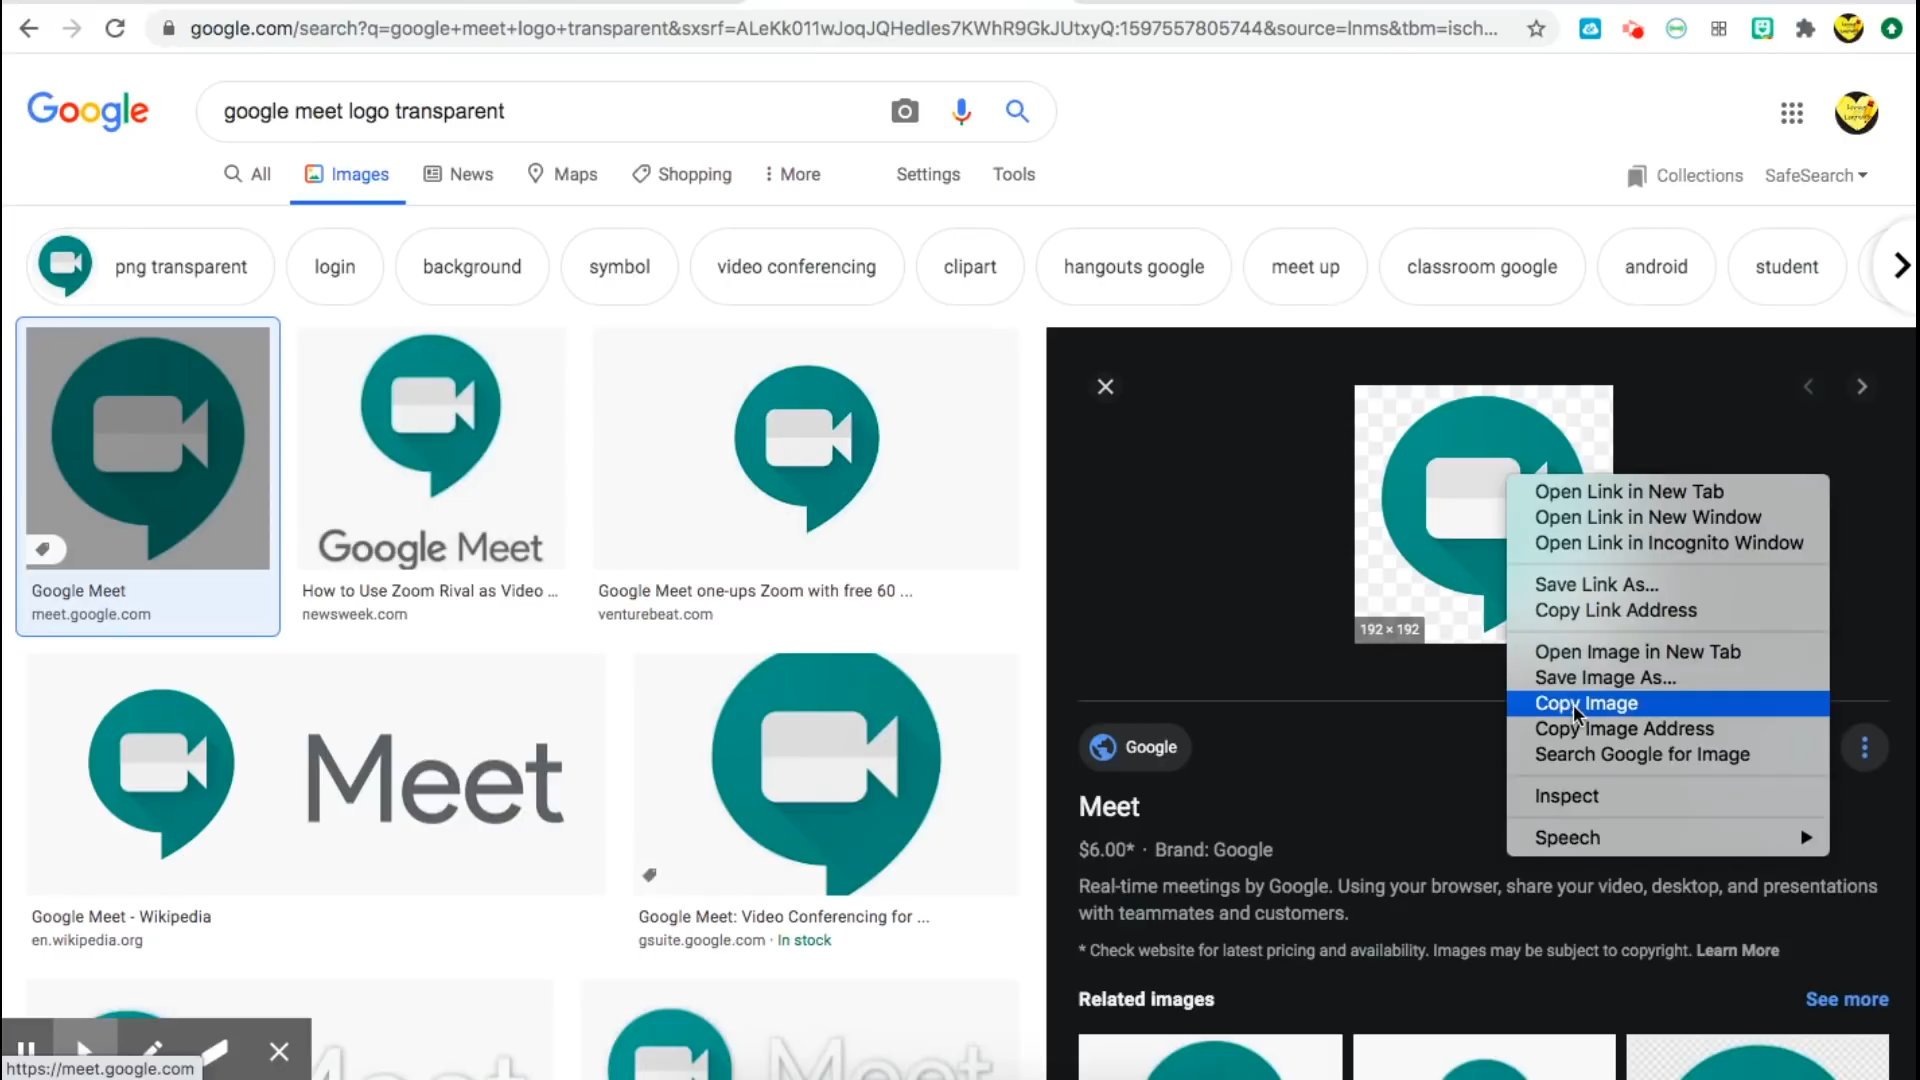 google.com/search?q=google+meet+logo+transparent&sxsrf=ALeKk011wJoqJQHedIes7KWhR9GkJUtxyQ:1597557805744&source=lnms&tbm=isch...
Google
google meet logo transparent
All
Images
News
Maps
Shopping
More
Settings
Tools
Collections
SafeSearch
png transparent
login
background
symbol
video conferencing
clipart
hangouts google
meet up
classroom google
android
student
Google Meet
Google Meet
meet.google.com
How to Use Zoom Rival as Video ...
newsweek.com
Google Meet one-ups Zoom with free 60 ...
venturebeat.com
Meet
Google Meet - Wikipedia
en.wikipedia.org
Google Meet: Video Conferencing for ...
gsuite.google.com · In stock
Meet
Meet
https://meet.google.com
192 × 192
Open Link in New Tab
Open Link in New Window
Open Link in Incognito Window
Save Link As...
Copy Link Address
Open Image in New Tab
Save Image As...
Copy Image
Copy Image Address
Search Google for Image
Inspect
Speech
Google
Meet
$6.00* · Brand: Google
Real-time meetings by Google. Using your browser, share your video, desktop, and presentations
with teammates and customers.
* Check website for latest pricing and availability. Images may be subject to copyright. Learn More
Related images
See more